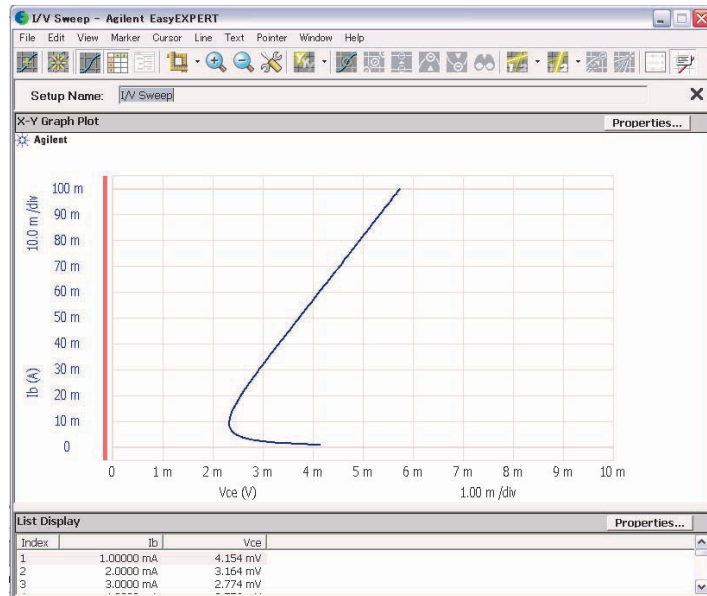 I/V Sweep - Agilent EasyEXPERT
File Edit View Marker Cursor Line Text Pointer Window Help
Setup Name: I/V Sweep
X-Y Graph Plot Properties...
Agilent
10.0 m /div
Ib (A)
100 m
90 m
80 m
70 m
60 m
50 m
40 m
30 m
20 m
10 m
0
0 1 m 2 m 3 m 4 m 5 m 6 m 7 m 8 m 9 m 10 m
Vce (V) 1.00 m /div
List Display Properties...
Index Ib Vce
1 1.00000 mA 4.154 mV
2 2.0000 mA 3.164 mV
3 3.0000 mA 2.774 mV